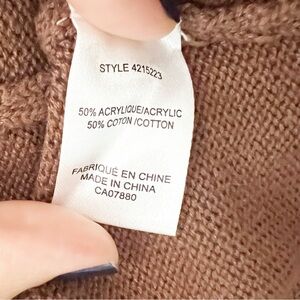 STYLE 4215223
50% ACRYLIQUE/ACRYLIC
50% COTON /COTTON
FABRIQUÉ EN CHINE
MADE IN CHINA
CA07880